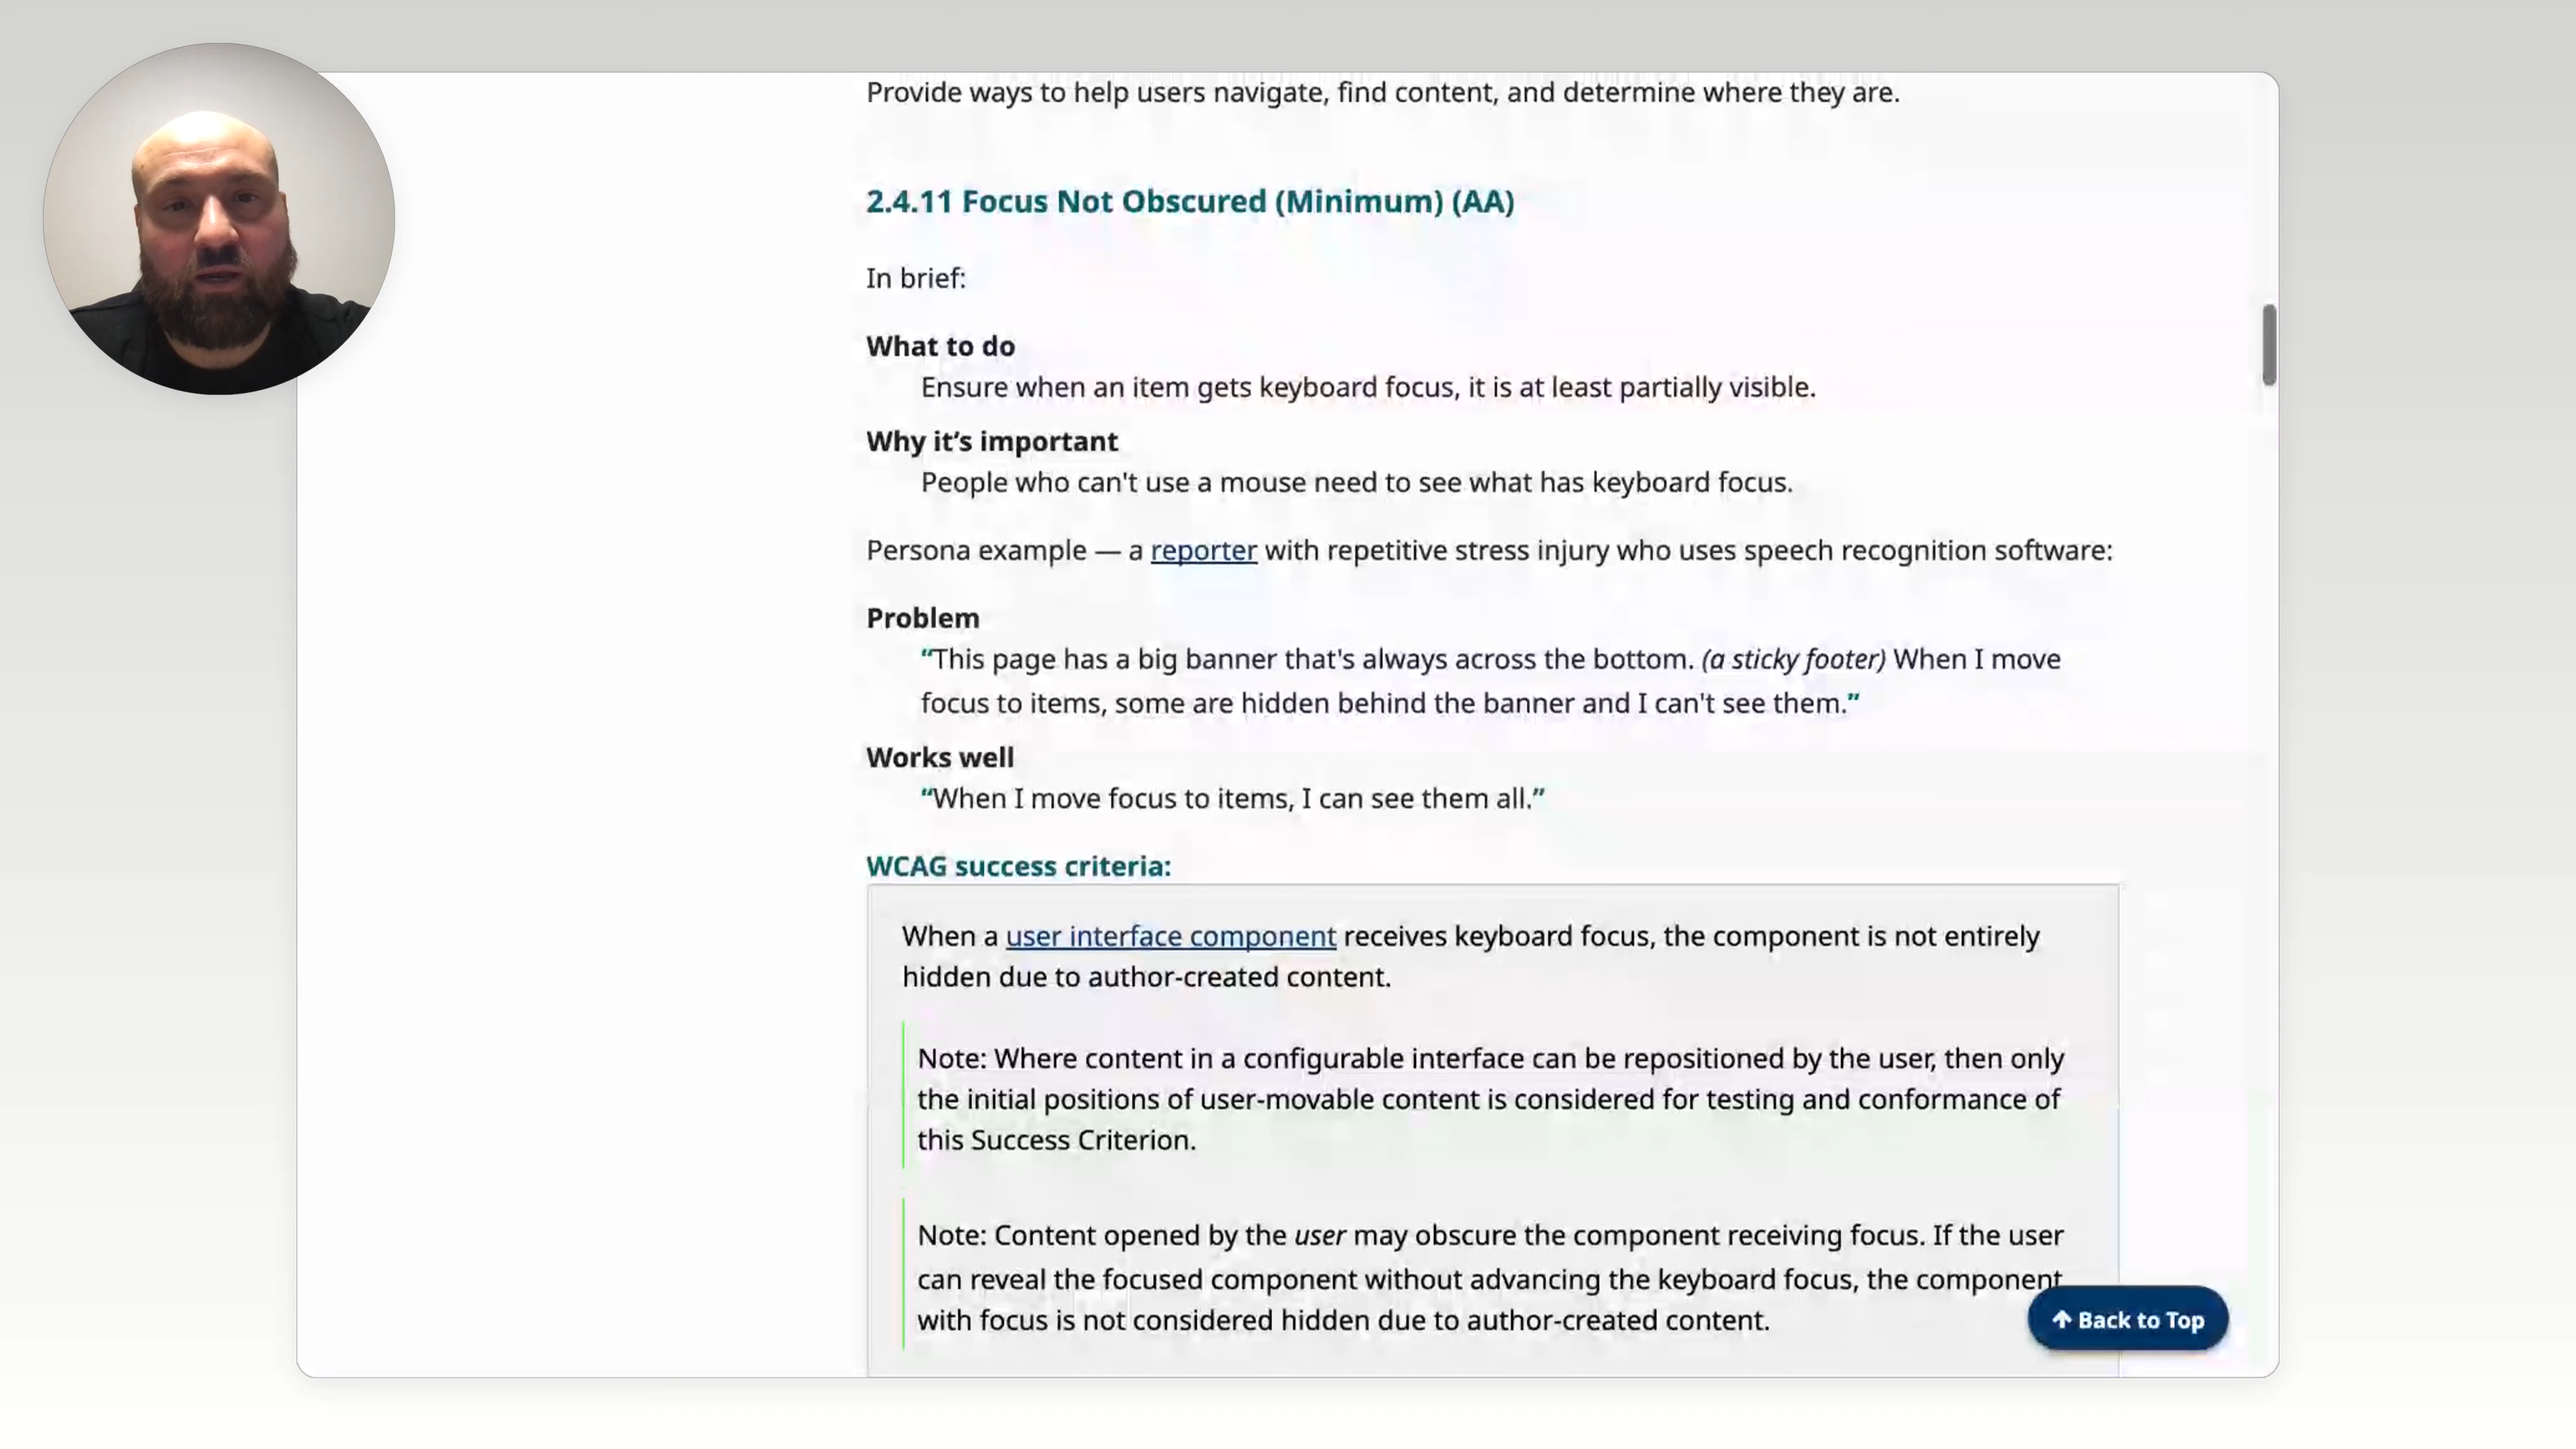 Provide ways to help users navigate, find content, and determine where they are.
2.4.11 Focus Not Obscured (Minimum) (AA)
In brief:
What to do
Ensure when an item gets keyboard focus, it is at least partially visible.
Why it’s important
People who can't use a mouse need to see what has keyboard focus.
Persona example — a reporter with repetitive stress injury who uses speech recognition software:
Problem
“This page has a big banner that's always across the bottom. (a sticky footer) When I move
focus to items, some are hidden behind the banner and I can't see them.”
Works well
“When I move focus to items, I can see them all.”
WCAG success criteria:
When a user interface component receives keyboard focus, the component is not entirely
hidden due to author-created content.
Note: Where content in a configurable interface can be repositioned by the user, then only
the initial positions of user-movable content is considered for testing and conformance of
this Success Criterion.
Note: Content opened by the user may obscure the component receiving focus. If the user
can reveal the focused component without advancing the keyboard focus, the component
with focus is not considered hidden due to author-created content.
↑ Back to Top